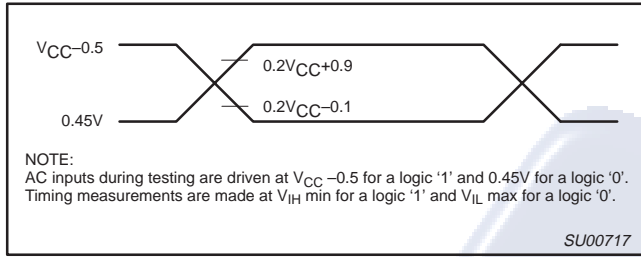 VCC–0.5
0.2VCC+0.9
0.2VCC–0.1
0.45V
NOTE:
AC inputs during testing are driven at VCC –0.5 for a logic ‘1’ and 0.45V for a logic ‘0’.
Timing measurements are made at VIH min for a logic ‘1’ and VIL max for a logic ‘0’.
SU00717